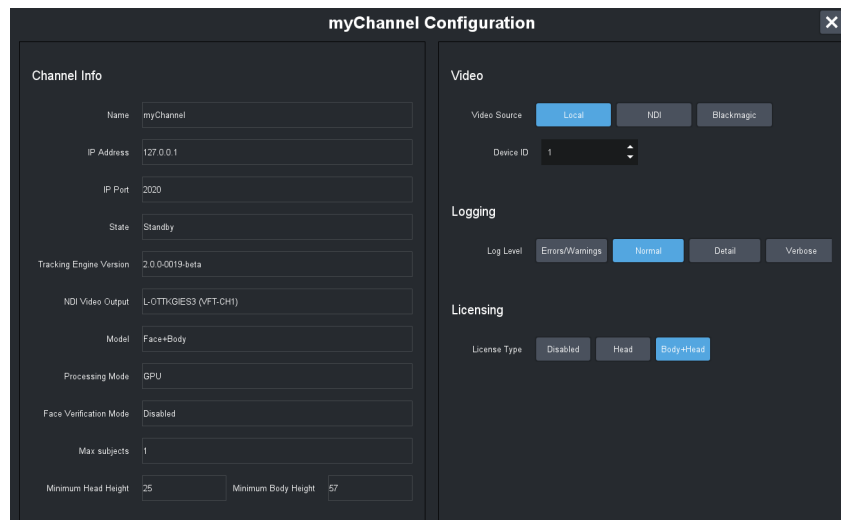 myChannel Configuration
Channel Info
Name myChannel
IP Address 127.0.0.1
IP Port 2020
State Standby
Tracking Engine Version 2.0.0-0019-beta
NDI Video Output L-OTTKGIES3 (VFT-CH1)
Model Face+Body
Processing Mode GPU
Face Verification Mode Disabled
Max subjects 1
Minimum Head Height 25 Minimum Body Height 57
Video
Video Source Local NDI Blackmagic
Device ID 1
Logging
Log Level Errors/Warnings Normal Detail Verbose
Licensing
License Type Disabled Head Body+Head